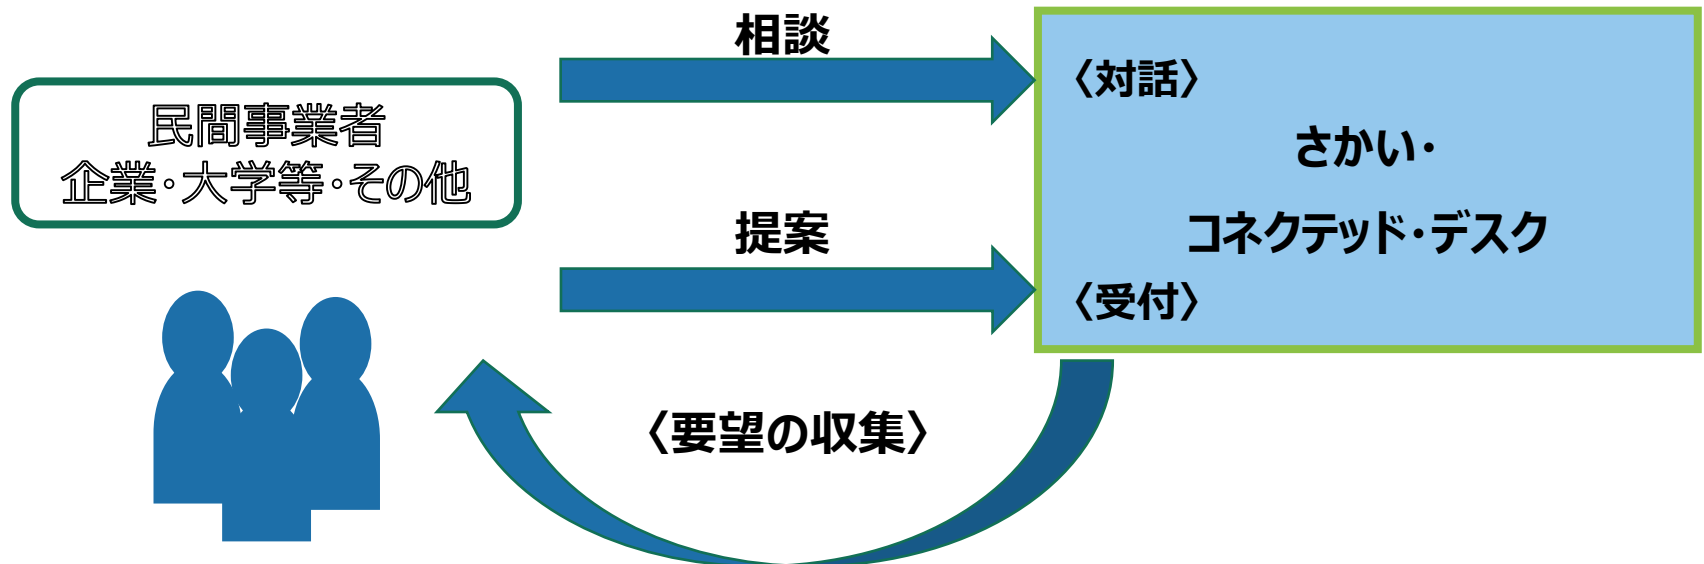 民間事業者
企業・大学等・その他
相談
提案
〈対話〉
さかい・
コネクテッド・デスク
〈受付〉
〈要望の収集〉